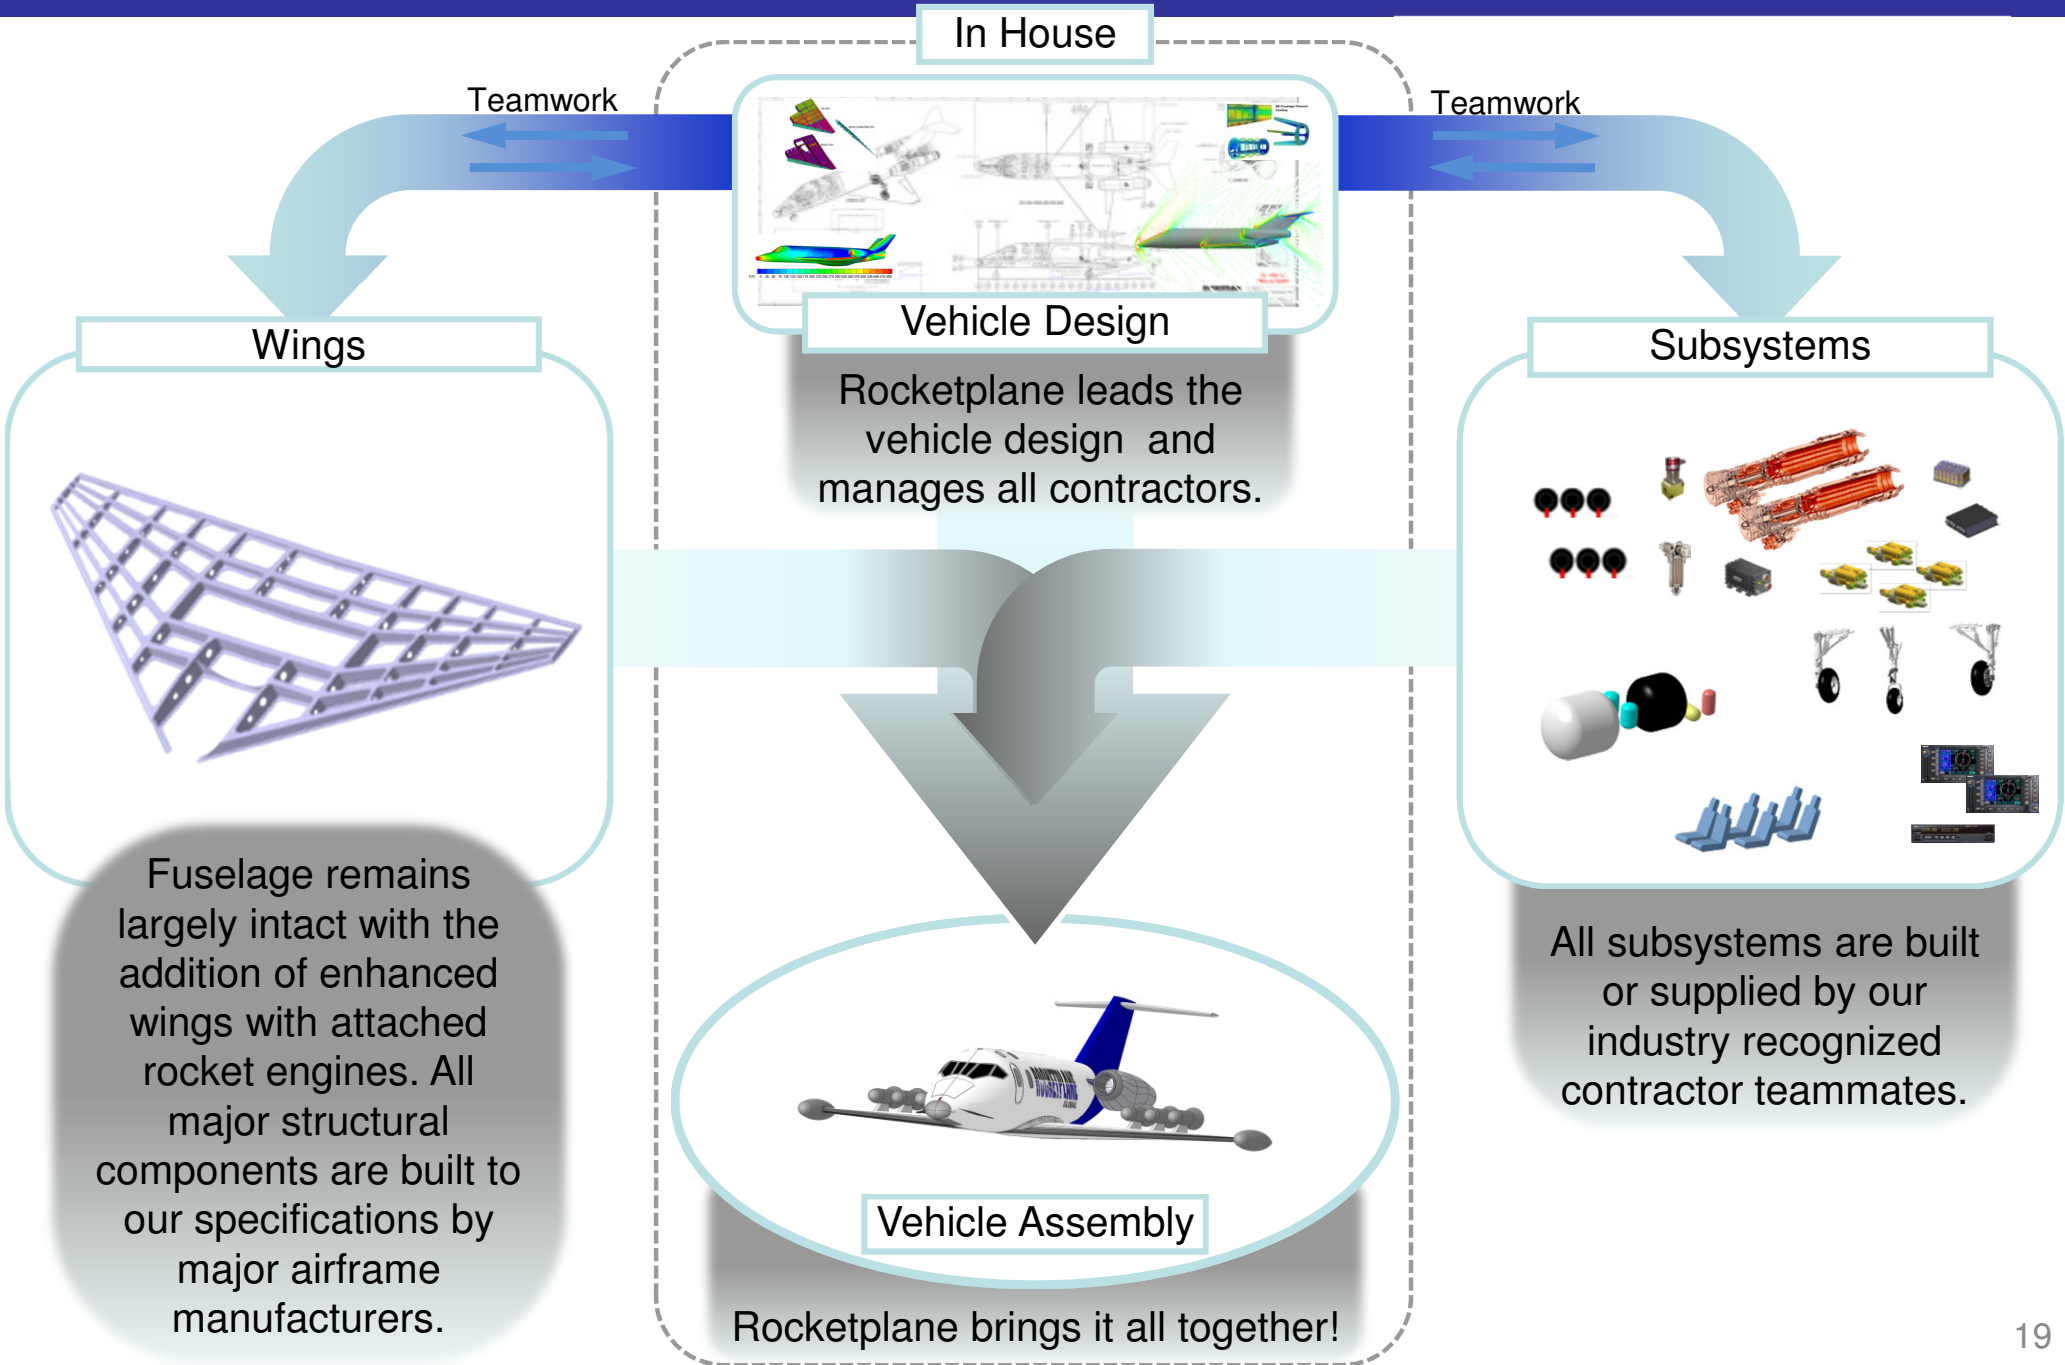 In House
Teamwork
Teamwork
Vehicle Design
Rocketplane leads the
vehicle design and
manages all contractors.
Wings
Fuselage remains
largely intact with the
addition of enhanced
wings with attached
rocket engines. All
major structural
components are built to
our specifications by
major airframe
manufacturers.
Subsystems
All subsystems are built
or supplied by our
industry recognized
contractor teammates.
Vehicle Assembly
Rocketplane brings it all together!
19